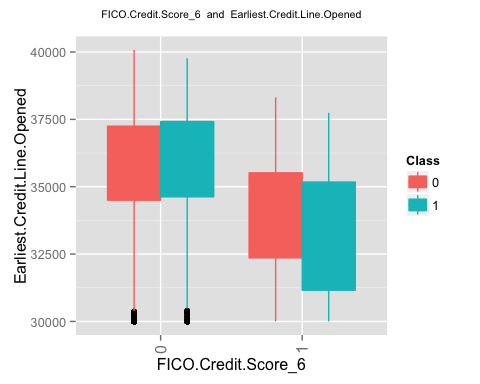 FICO.Credit.Score_6 and Earliest.Credit.Line.Opened
40000
37500
35000
32500
30000
Earliest.Credit.Line.Opened
0
1
FICO.Credit.Score_6
Class
0
1